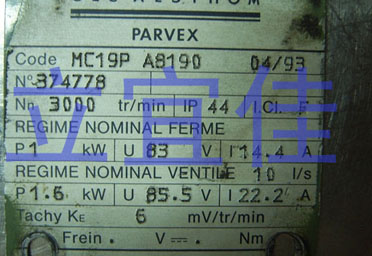 PARVEX
Code MC19P A8190 04/93
N° 374778
Nn 3000 tr/min IP 44 I.Cl. F
REGIME NOMINAL FERME
P 1 kW U 83 V I 14.4 A
REGIME NOMINAL VENTILE 10 l/s
P 1.6 kW U 85.5 V I 22.2 A
Tachy KE 6 mV/tr/min
Frein . V⎓ . Nm
立宜佳